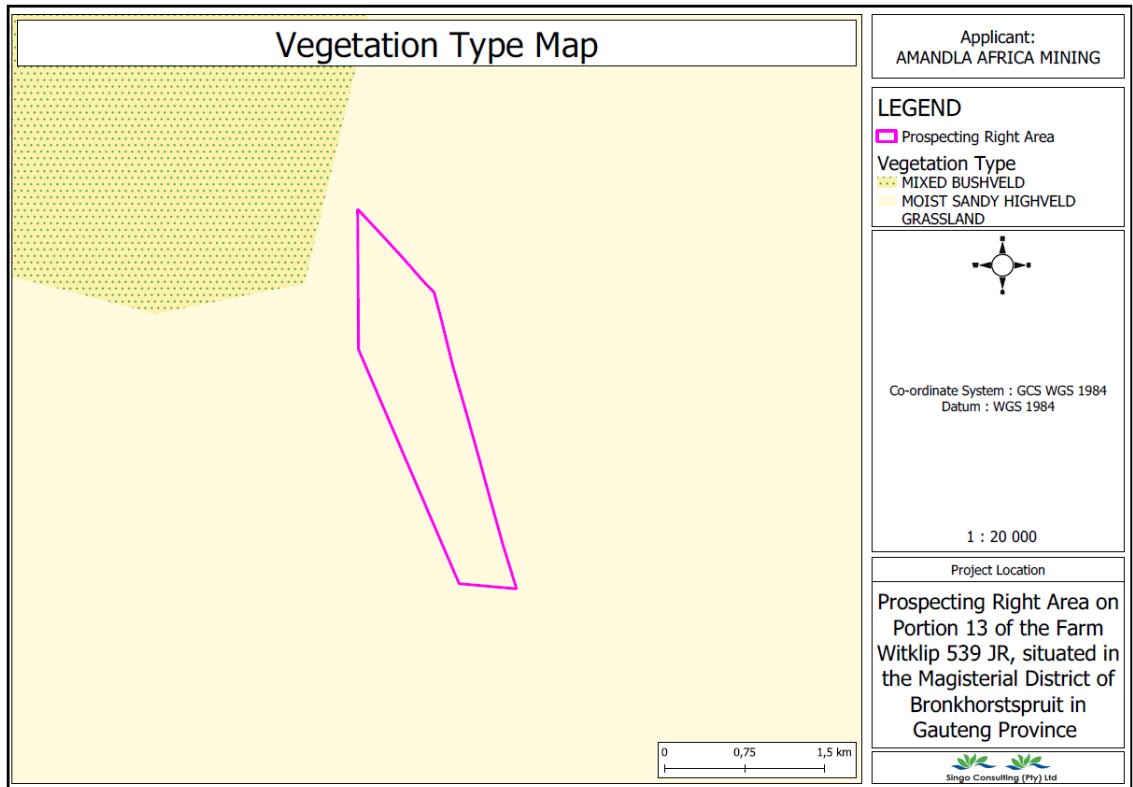 Vegetation Type Map
Applicant:
AMANDLA AFRICA MINING
LEGEND
Prospecting Right Area
Vegetation Type
MIXED BUSHVELD
MOIST SANDY HIGHVELD
GRASSLAND
Co-ordinate System : GCS WGS 1984
Datum : WGS 1984
1 : 20 000
Project Location
Prospecting Right Area on
Portion 13 of the Farm
Witklip 539 JR, situated in
the Magisterial District of
Bronkhorstspruit in
Gauteng Province
0 0,75 1,5 km
Singo Consulting (Pty) Ltd